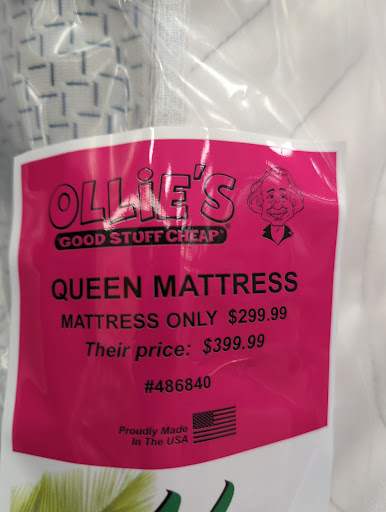 OLLiE'S
GOOD STUFF CHEAP
QUEEN MATTRESS
MATTRESS ONLY $299.99
Their price: $399.99
#486840
Proudly Made
In The USA